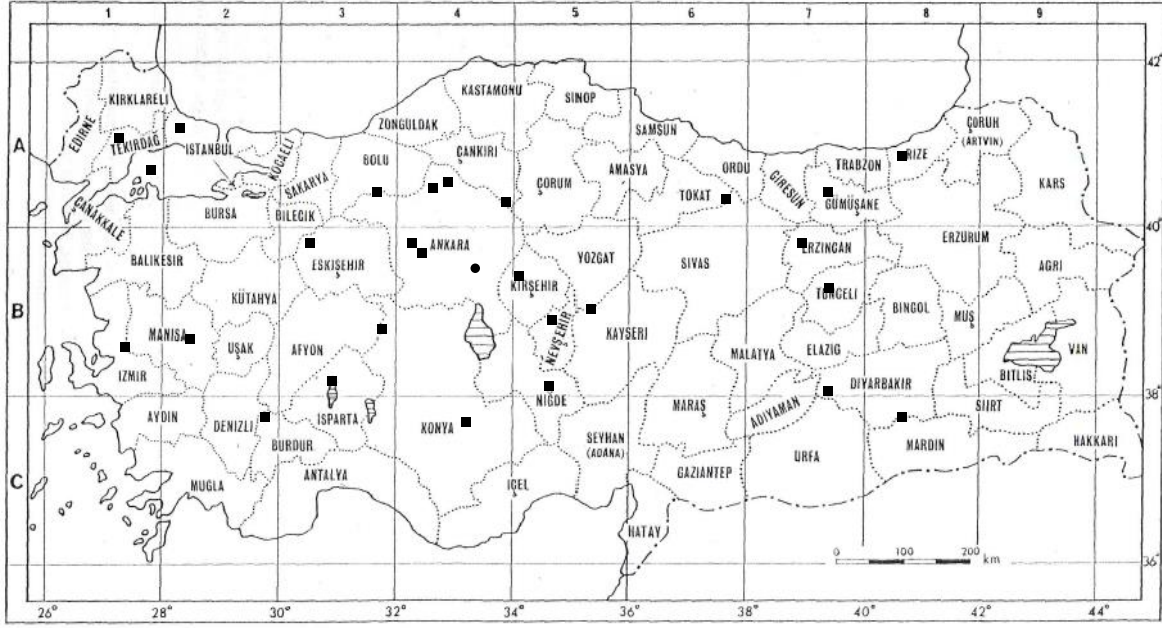 1 2 3 4 5 6 7 8 9
42°
KASTAMONU
SINOP
KIRKLARELI
ZONGULDAK
SAMSUN
ÇORUH
(ARTVIN)
EDIRNE
A
TEKIRDAĞ
ISTANBUL
KOCAELI
BOLU
ÇANKIRI
AMASYA
ORDU
TRABZON
RIZE
A
SAKARYA
ÇORUM
TOKAT
GIRESUN
GÜMÜŞANE
KARS
ÇANAKKALE
BURSA
BILECIK
40°
ANKARA
ERZURUM
BALIKESIR
ESKIŞEHIR
YOZGAT
SIVAS
ERZINCAN
AGRI
KÜTAHYA
KIRŞEHIR
TUNCELI
BINGOL
MUŞ
B
MANISA
UŞAK
AFYON
NEVŞEHIR
KAYSERI
MALATYA
ELAZIG
VAN
B
IZMIR
BITLIS
DIYARBAKIR
38°
AYDIN
DENIZLI
ISPARTA
KONYA
NIĞDE
MARAŞ
ADIYAMAN
SIIRT
BURDUR
SEYHAN
(ADANA)
URFA
MARDIN
HAKKARI
C
MUGLA
ANTALYA
IÇEL
GAZIANTEP
C
HATAY
0 100 200
km
36°
26° 28° 30° 32° 34° 36° 38° 40° 42° 44°